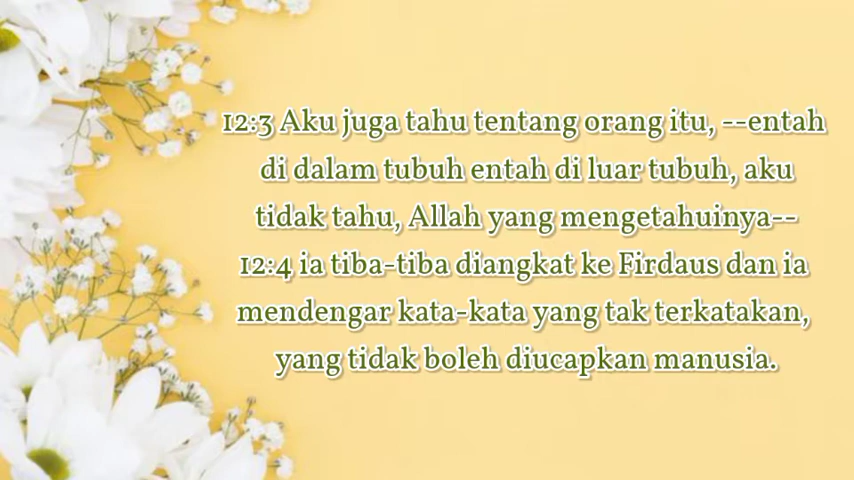 12:3 Aku juga tahu tentang orang itu, --entah
di dalam tubuh entah di luar tubuh, aku
tidak tahu, Allah yang mengetahuinya--
12:4 ia tiba-tiba diangkat ke Firdaus dan ia
mendengar kata-kata yang tak terkatakan,
yang tidak boleh diucapkan manusia.